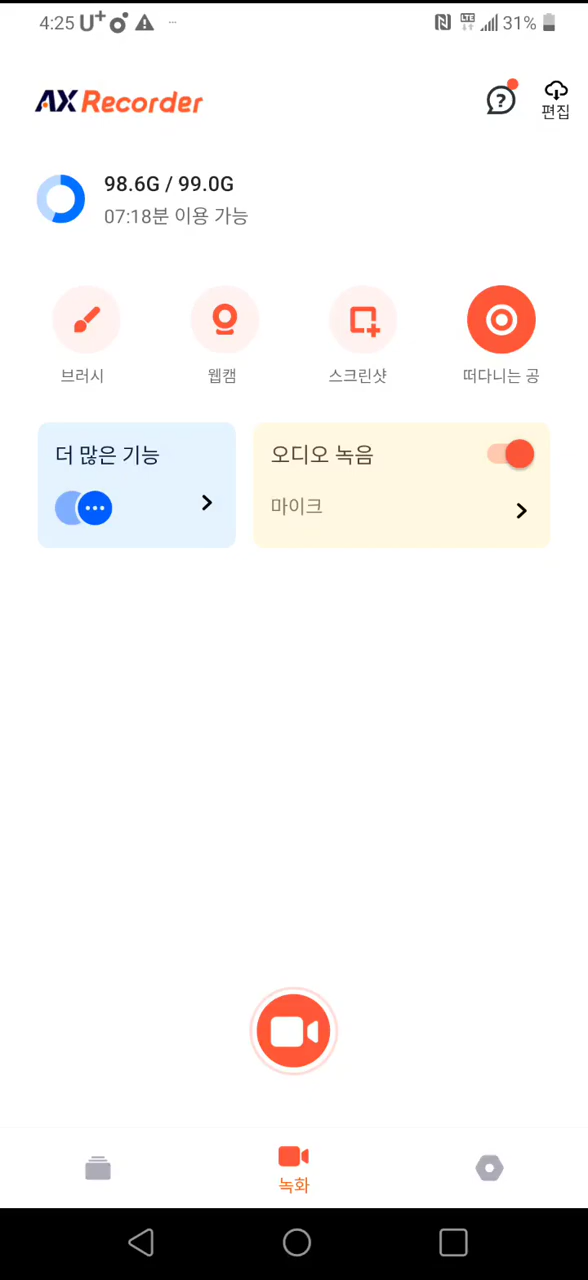 4:25 U+ 31%
AX Recorder
편집
98.6G / 99.0G
07:18분 이용 가능
브러시 웹캠 스크린샷 떠다니는 공
더 많은 기능
오디오 녹음
마이크
녹화